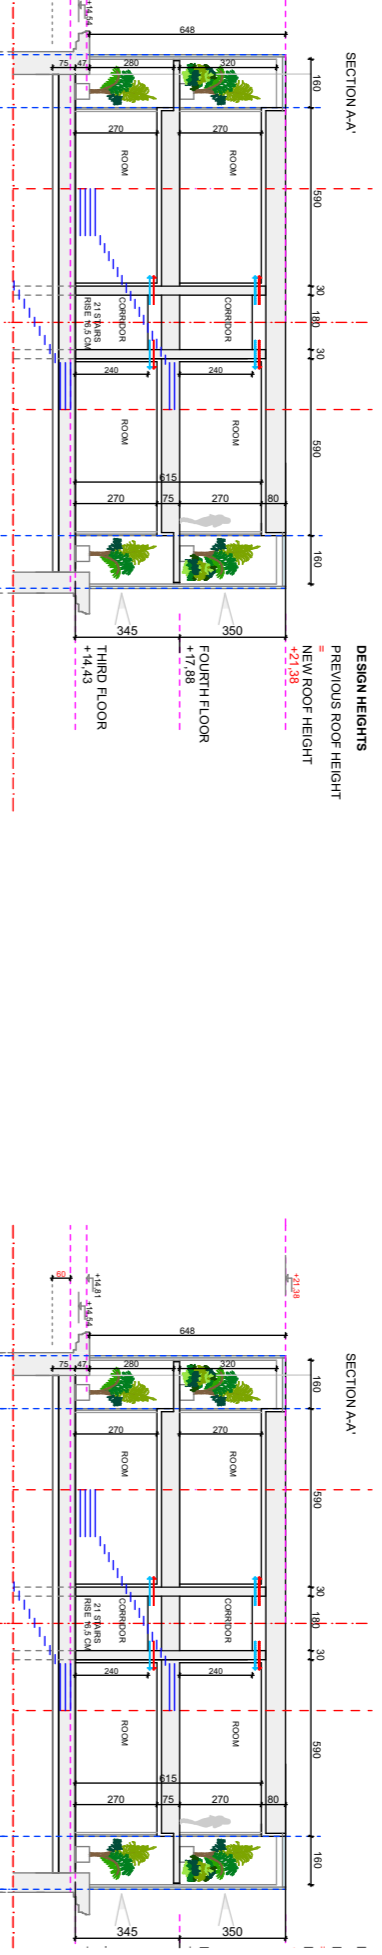 SECTION A-A'
160
590
30
180
30
590
160
648
320
280
47
75
+14,54
270
270
ROOM
ROOM
CORRIDOR
CORRIDOR
21 STAIRS
RISE 16,5 CM
240
240
ROOM
ROOM
615
80
270
75
270
350
345
DESIGN HEIGHTS
PREVIOUS ROOF HEIGHT
=
NEW ROOF HEIGHT
+21,38
FOURTH FLOOR
+17,88
THIRD FLOOR
+14,43
SECTION A-A'
160
590
30
180
30
590
160
+21,38
648
+14,81
+14,54
60
320
280
47
75
270
270
ROOM
ROOM
CORRIDOR
CORRIDOR
21 STAIRS
RISE 16,5 CM
240
240
ROOM
ROOM
615
80
270
75
270
350
345